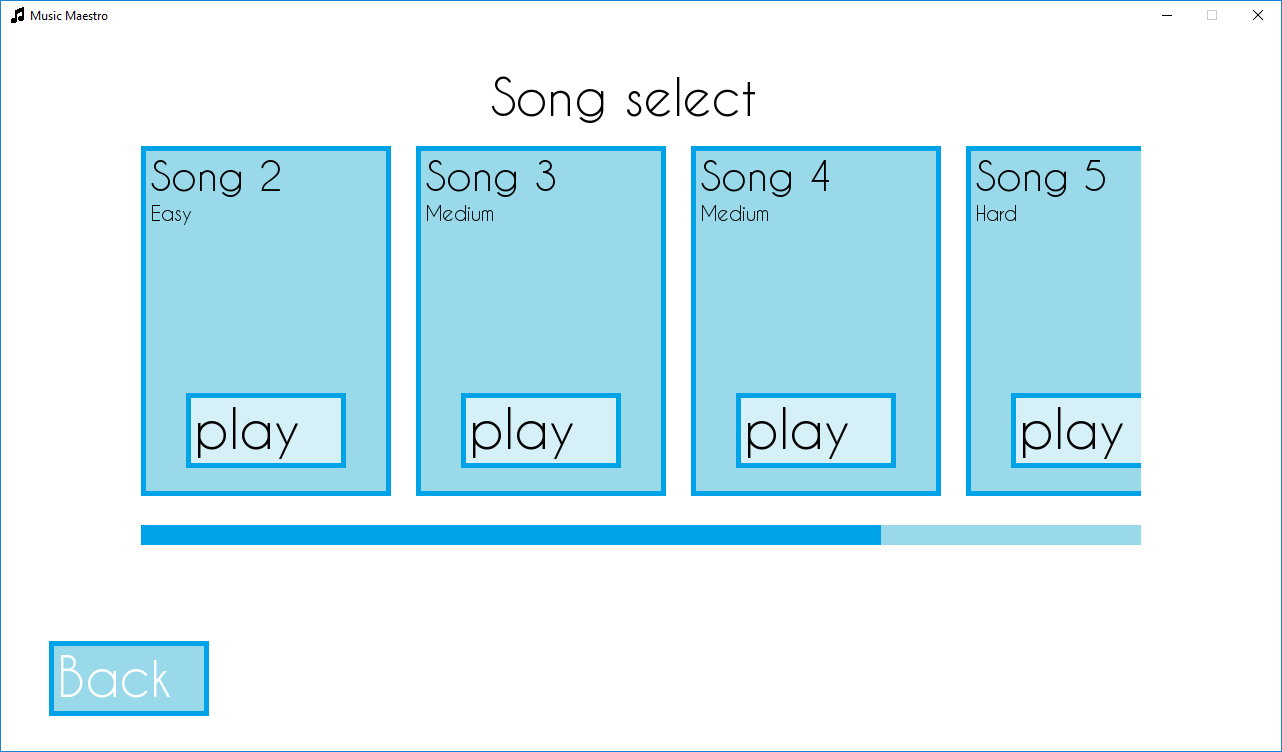 Music Maestro
Song select
Song 2
Easy
play
Song 3
Medium
play
Song 4
Medium
play
Song 5
Hard
play
Back